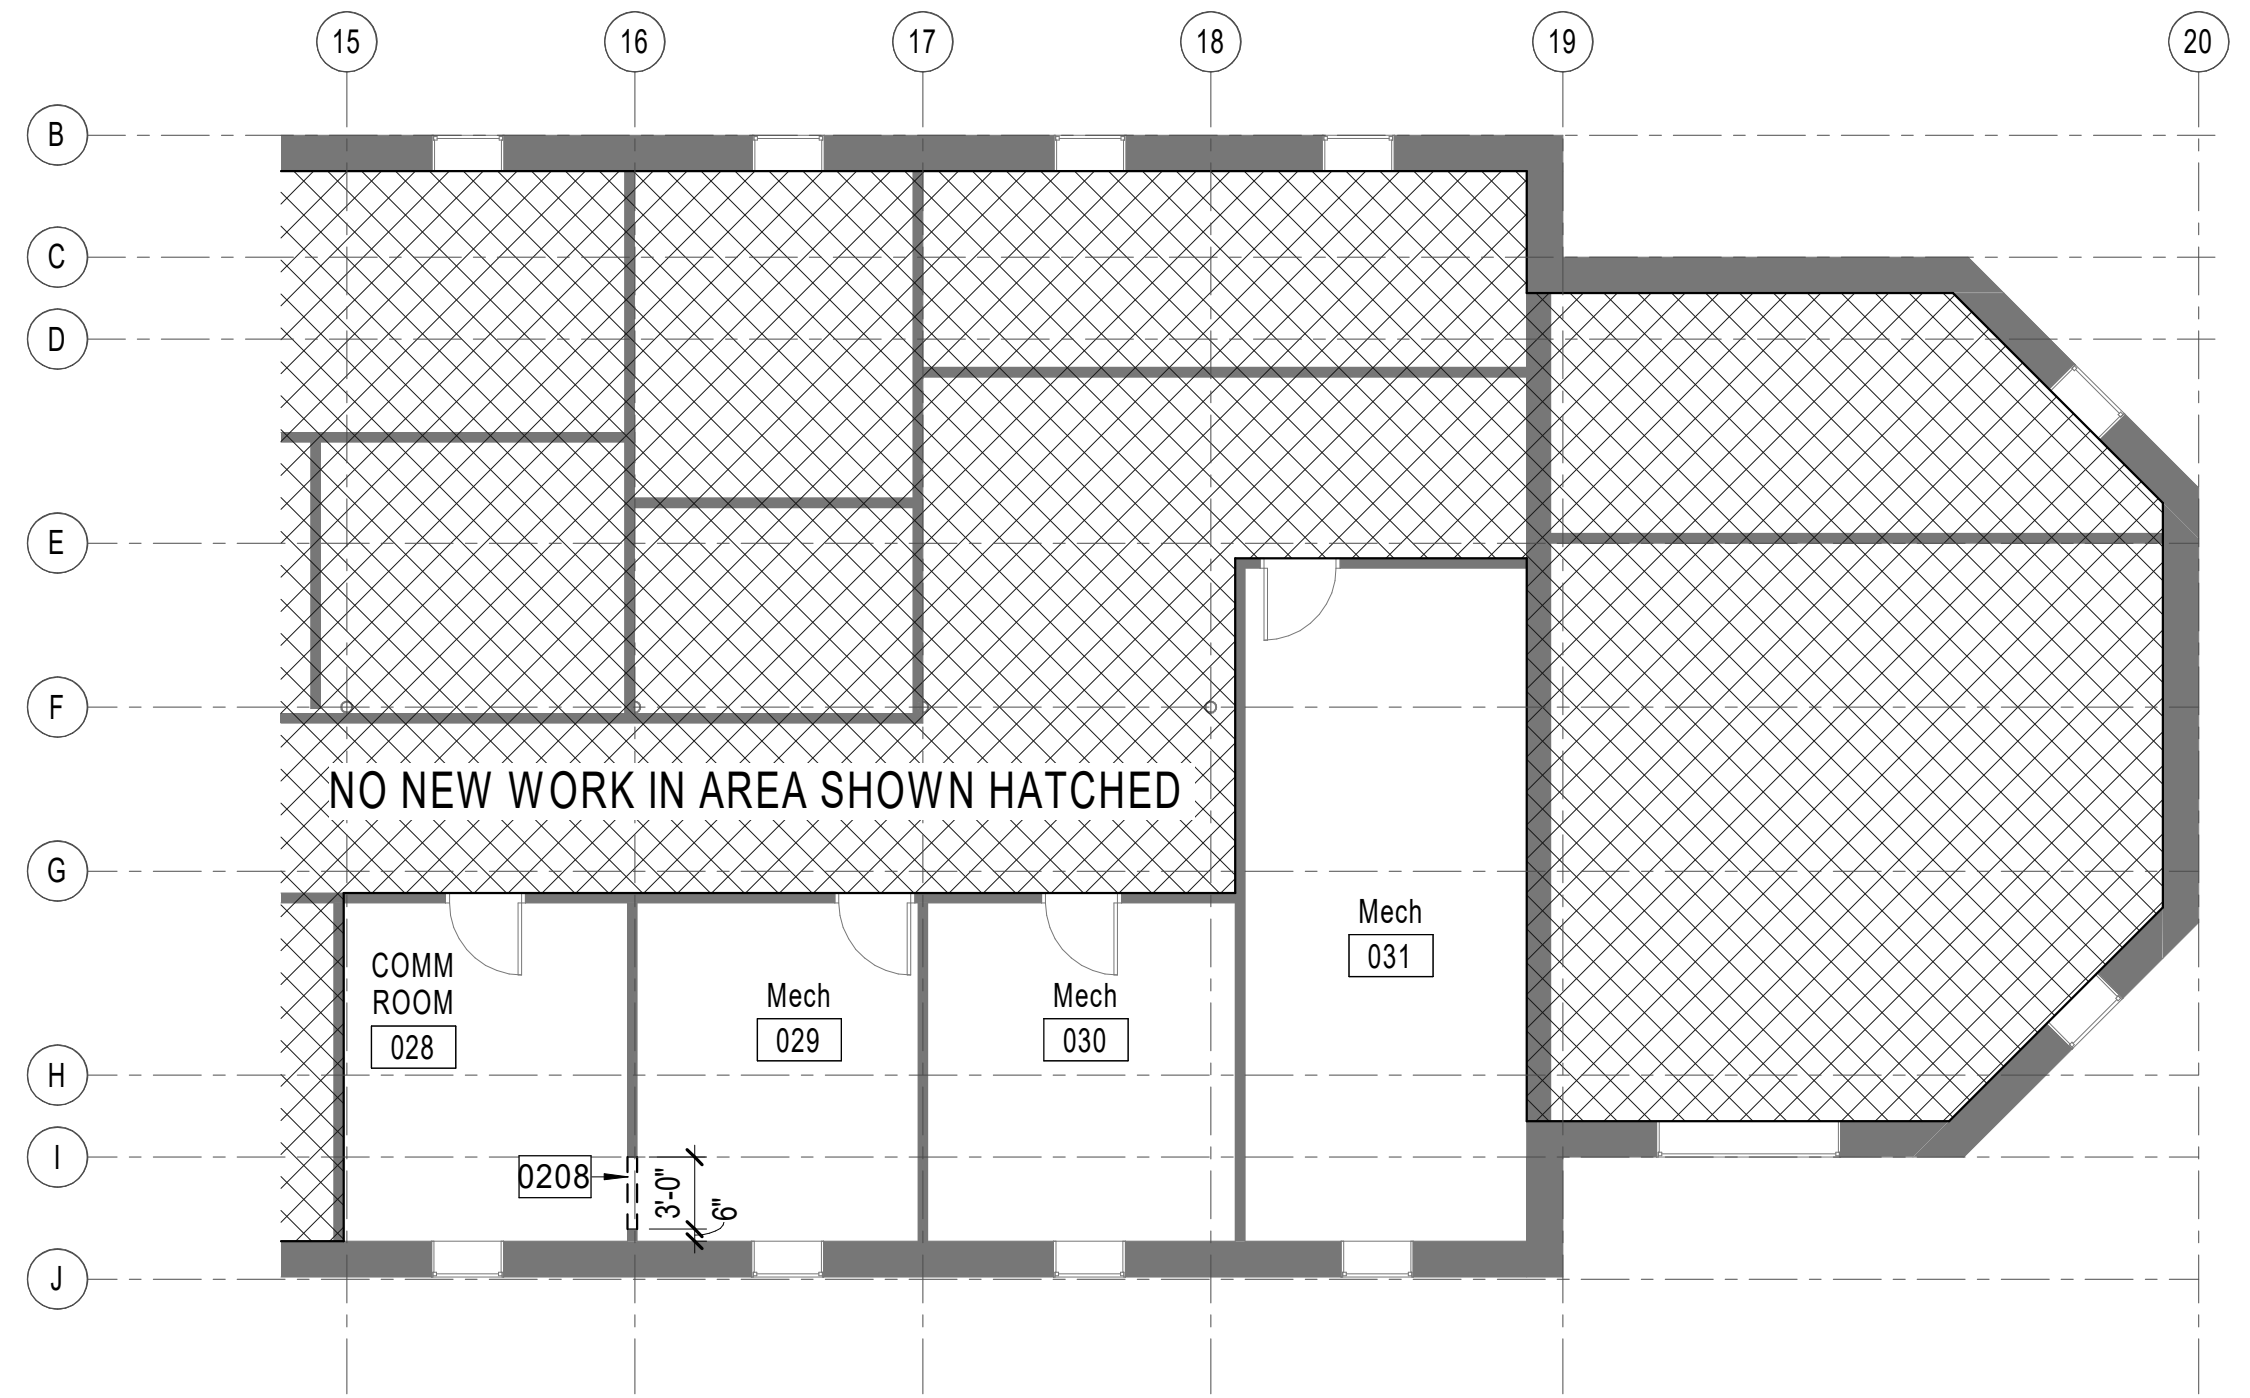 15
16
17
18
19
20
B
C
D
E
F
G
H
I
J
NO NEW WORK IN AREA SHOWN HATCHED
COMM
ROOM
028
Mech
029
Mech
030
Mech
031
0208
3'-0"
6"